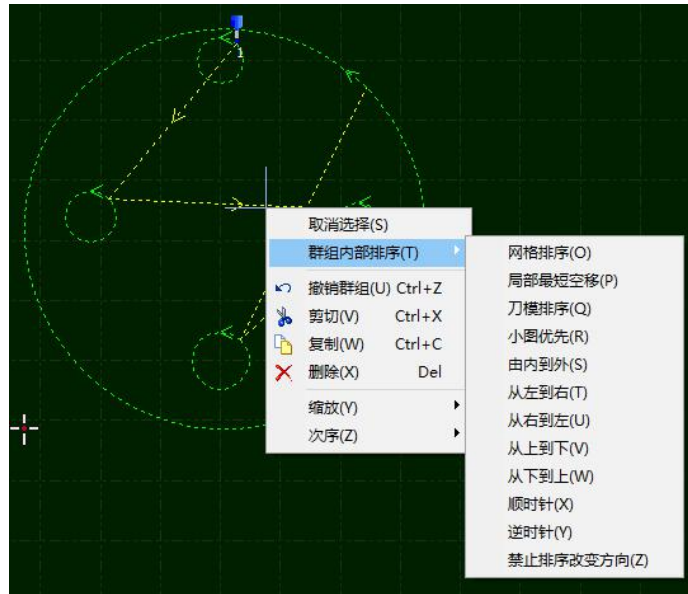 1
取消选择(S)
群组内部排序(T)
撤销群组(U) Ctrl+Z
剪切(V) Ctrl+X
复制(W) Ctrl+C
删除(X) Del
缩放(Y)
次序(Z)
网格排序(O)
局部最短空移(P)
刀模排序(Q)
小图优先(R)
由内到外(S)
从左到右(T)
从右到左(U)
从上到下(V)
从下到上(W)
顺时针(X)
逆时针(Y)
禁止排序改变方向(Z)